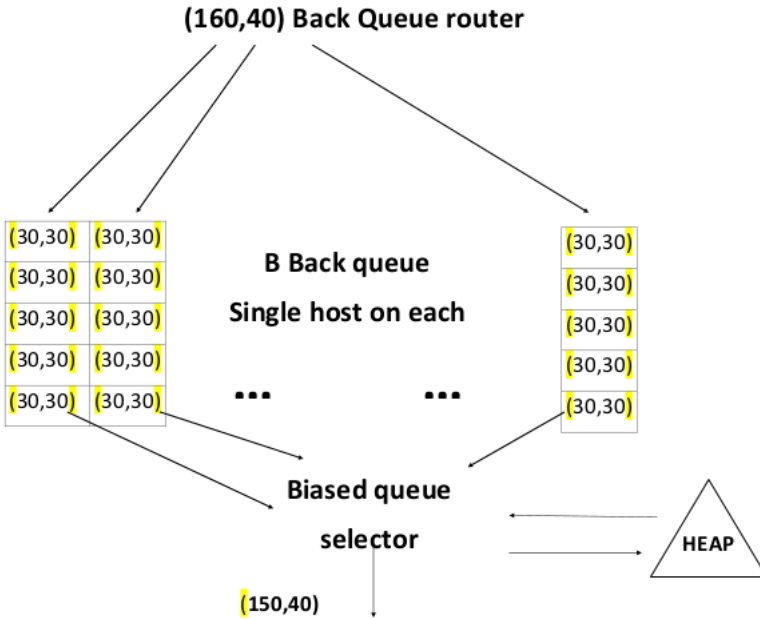 (160,40) Back Queue router
(30,30) (30,30) (30,30)
(30,30) (30,30) (30,30)
(30,30) (30,30) (30,30)
(30,30) (30,30) (30,30)
(30,30) (30,30) (30,30)
B Back queue
Single host on each
... ...
Biased queue
selector
HEAP
(150,40)